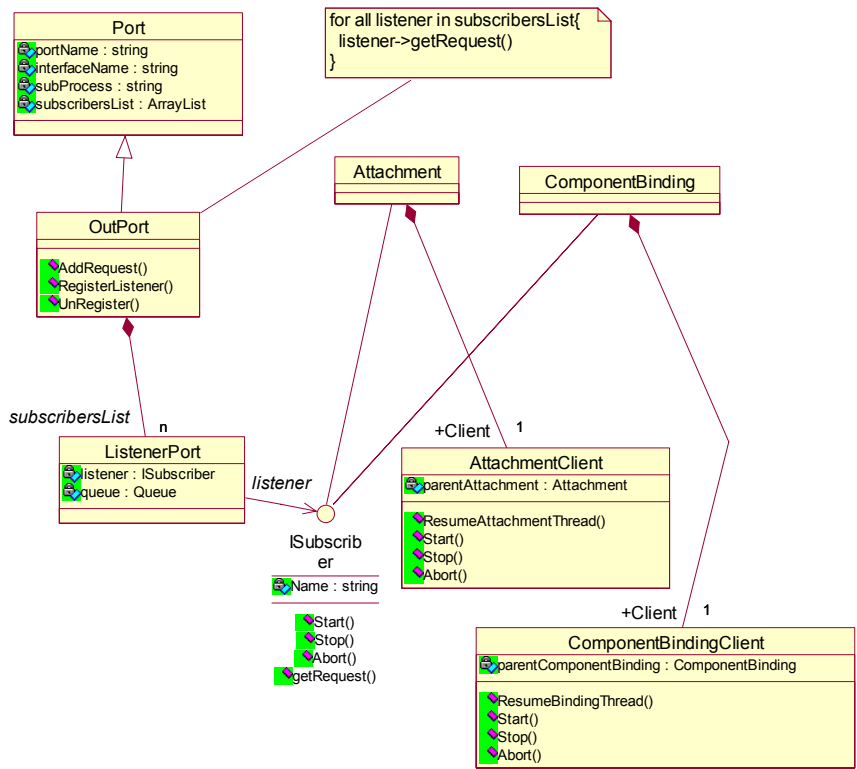 Port
portName : string
interfaceName : string
subProcess : string
subscribersList : ArrayList
for all listener in subscribersList{
listener->getRequest()
}
Attachment
ComponentBinding
OutPort
AddRequest()
RegisterListener()
UnRegister()
subscribersList
n
ListenerPort
listener : ISubscriber
queue : Queue
listener
ISubscrib
er
Name : string
Start()
Stop()
Abort()
getRequest()
+Client
1
AttachmentClient
parentAttachment : Attachment
ResumeAttachmentThread()
Start()
Stop()
Abort()
+Client
1
ComponentBindingClient
parentComponentBinding : ComponentBinding
ResumeBindingThread()
Start()
Stop()
Abort()